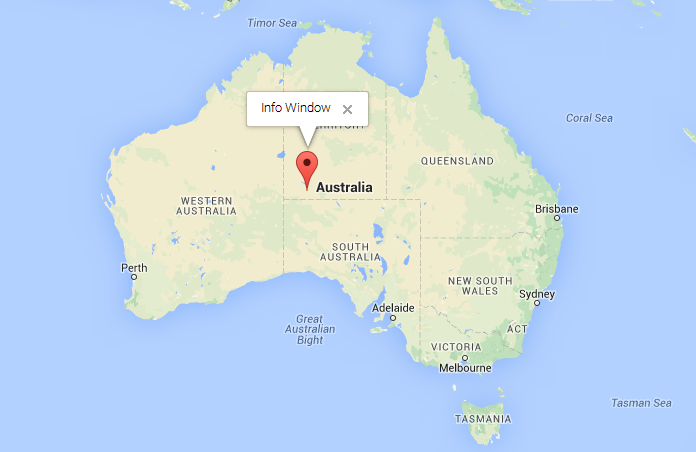 Timor Sea
Info Window
TERRITORY
Coral Sea
QUEENSLAND
Australia
WESTERN
AUSTRALIA
Brisbane
SOUTH
AUSTRALIA
Perth
NEW SOUTH
WALES
Sydney
Adelaide
Great
Australian
Bight
ACT
VICTORIA
Melbourne
Tasman Sea
TASMANIA